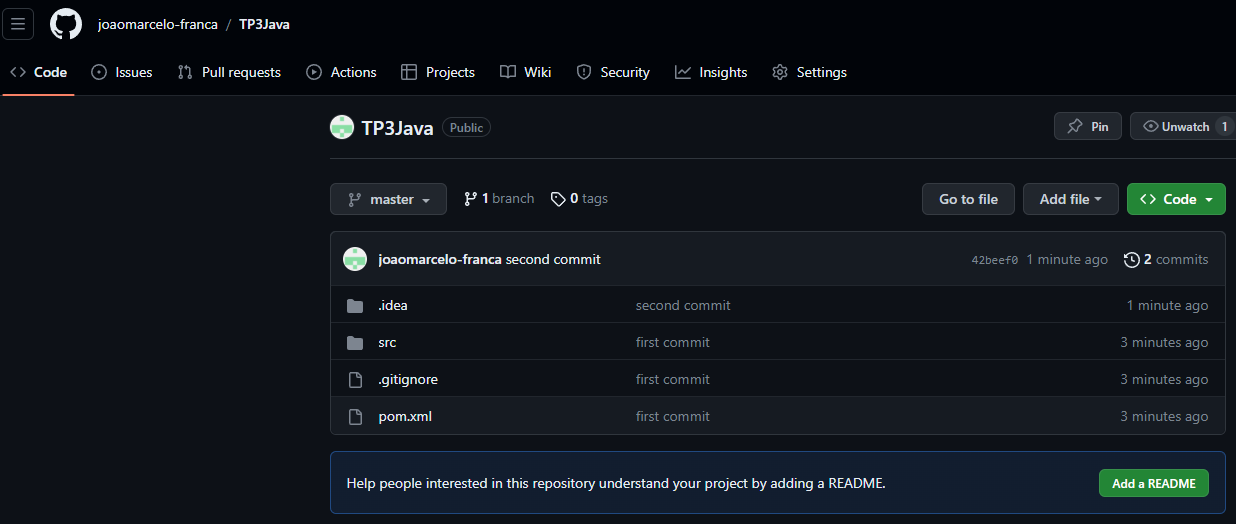 joaomarcelo-franca / TP3Java
Code Issues Pull requests Actions Projects Wiki Security Insights Settings
TP3Java Public Pin Unwatch 1
master 1 branch 0 tags Go to file Add file Code
joaomarcelo-franca second commit 42beef0 1 minute ago 2 commits
.idea second commit 1 minute ago
src first commit 3 minutes ago
.gitignore first commit 3 minutes ago
pom.xml first commit 3 minutes ago
Help people interested in this repository understand your project by adding a README. Add a README